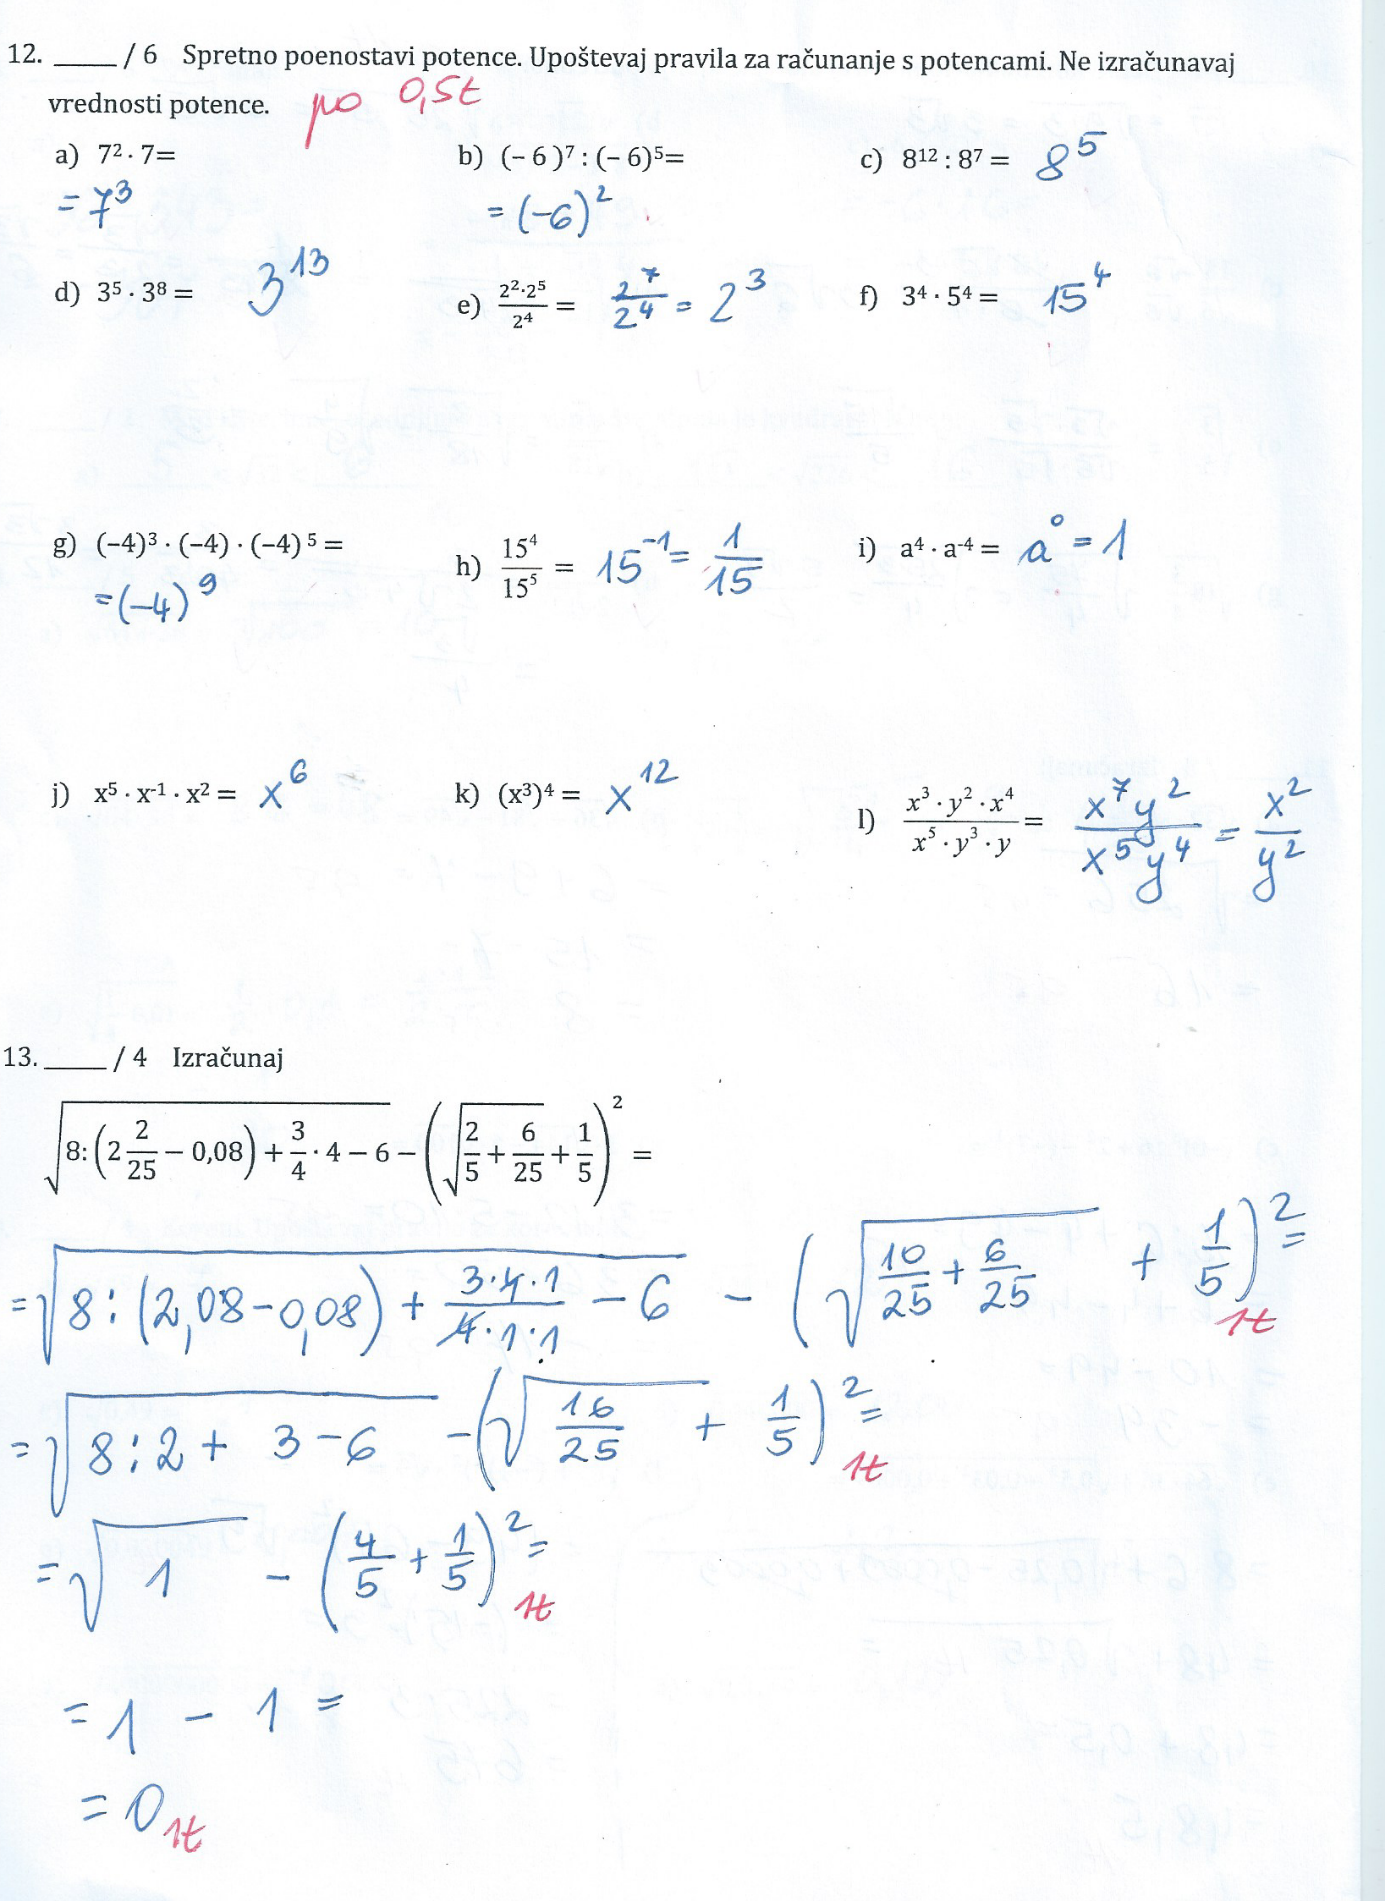 12. _____ / 6 Spretno poenostavi potence. Upoštevaj pravila za računanje s potencami. Ne izračunavaj
vrednosti potence. po 0,5t
a) 7² · 7=
= 7³
b) (– 6 )⁷ : (– 6)⁵=
= (-6)²
c) 8¹² : 8⁷ = 8⁵
d) 3⁵ · 3⁸ = 3¹³
e) (2²·2⁵)/2⁴ = 2⁷/2⁴ = 2³
f) 3⁴ · 5⁴ = 15⁴
g) (–4)³ · (–4) · (–4) ⁵ =
= (-4)⁹
h) 15⁴/15⁵ = 15⁻¹ = 1/15
i) a⁴ · a⁻⁴ = a⁰ = 1
j) x⁵ · x⁻¹ · x² = x⁶
k) (x³)⁴ = x¹²
l) (x³ · y² · x⁴)/(x⁵ · y³ · y) = x⁷y²/x⁵y⁴ = x²/y²
13. _____ / 4 Izračunaj
√(8: (2 2/25 − 0,08) + 3/4 · 4 − 6) − (√(2/5 + 6/25) + 1/5)² =
= √(8 : (2,08 - 0,08) + (3·4·1)/(4·1·1) - 6) - (√(10/25 + 6/25) + 1/5)² = 1t
= √(8 : 2 + 3 - 6) - (√(16/25) + 1/5)² = 1t
= √1 - (4/5 + 1/5)² = 1t
= 1 - 1 =
= 0 1t